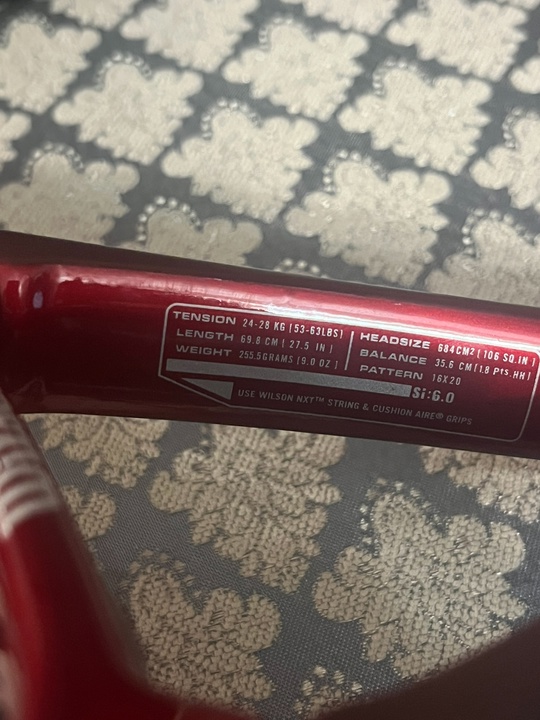 TENSION 24-28 KG [53-63LBS]
LENGTH 69.8 CM [27.5 IN]
WEIGHT 255.5GRAMS [9.0 OZ]
HEADSIZE 684CM² [106 SQ.IN]
BALANCE 35.6 CM [1.8 Pts.HH]
PATTERN 16X20
Si:6.0
USE WILSON NXT™ STRING & CUSHION AIRE® GRIPS